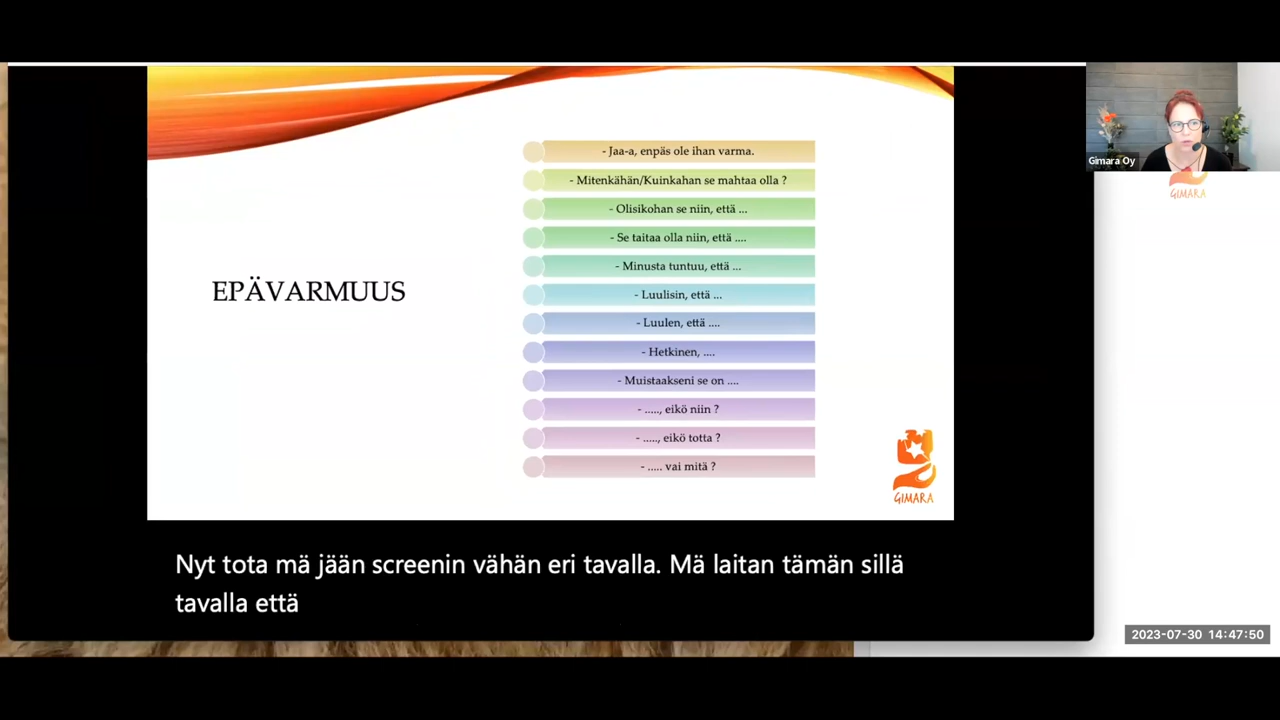 EPÄVARMUUS
- Jaa-a, enpäs ole ihan varma.
- Mitenkähän/Kuinkahan se mahtaa olla ?
- Olisikohan se niin, että ...
- Se taitaa olla niin, että ....
- Minusta tuntuu, että ...
- Luulisin, että ...
- Luulen, että ....
- Hetkinen, ....
- Muistaakseni se on ....
- ....., eikö niin ?
- ....., eikö totta ?
- ..... vai mitä ?
GIMARA
Nyt tota mä jään screenin vähän eri tavalla. Mä laitan tämän sillä
tavalla että
Gimara Oy
GIMARA
2023-07-30 14:47:50